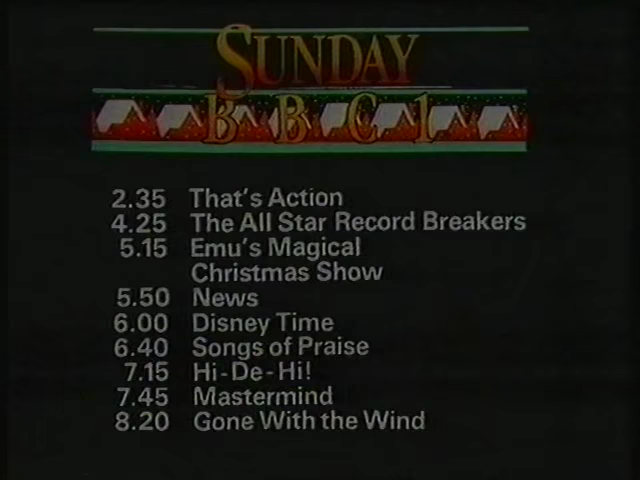 SUNDAY
BBC1
2.35 That's Action
4.25 The All Star Record Breakers
5.15 Emu's Magical
Christmas Show
5.50 News
6.00 Disney Time
6.40 Songs of Praise
7.15 Hi-De-Hi!
7.45 Mastermind
8.20 Gone With the Wind